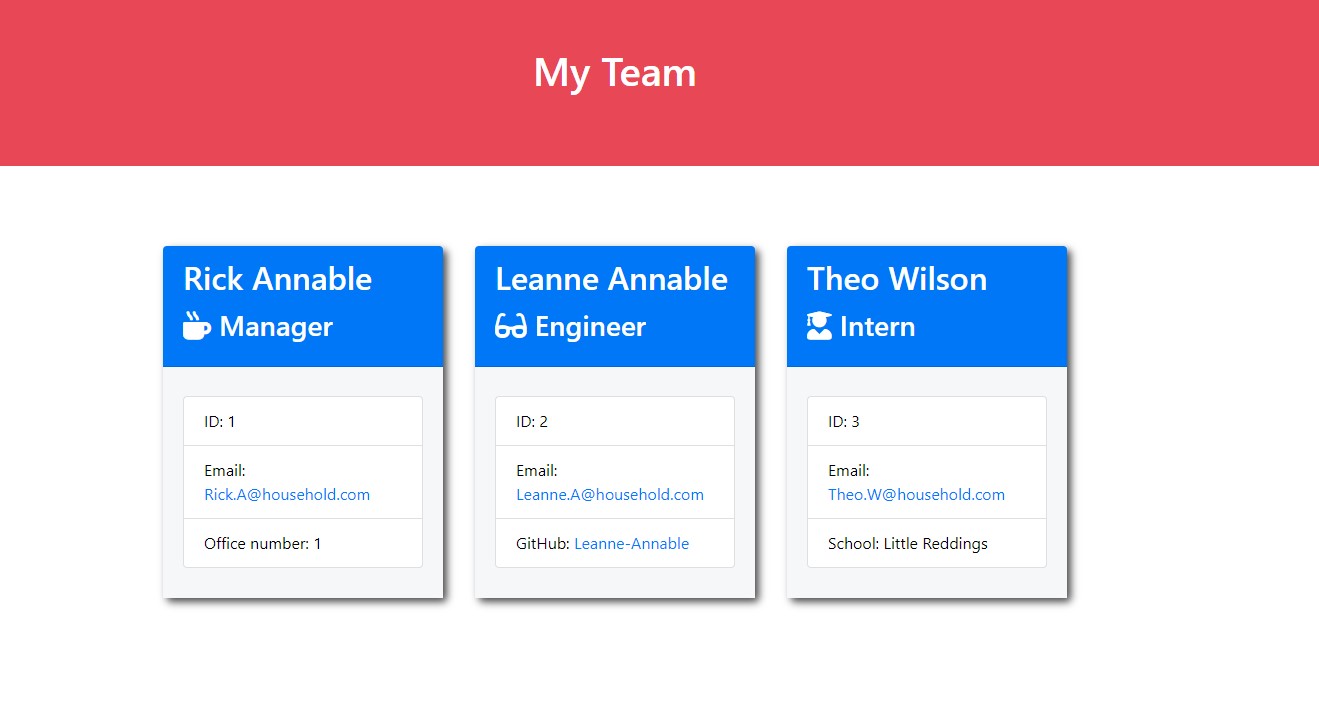 My Team
Rick Annable
Manager
ID: 1
Email:
Rick.A@household.com
Office number: 1
Leanne Annable
Engineer
ID: 2
Email:
Leanne.A@household.com
GitHub: Leanne-Annable
Theo Wilson
Intern
ID: 3
Email:
Theo.W@household.com
School: Little Reddings